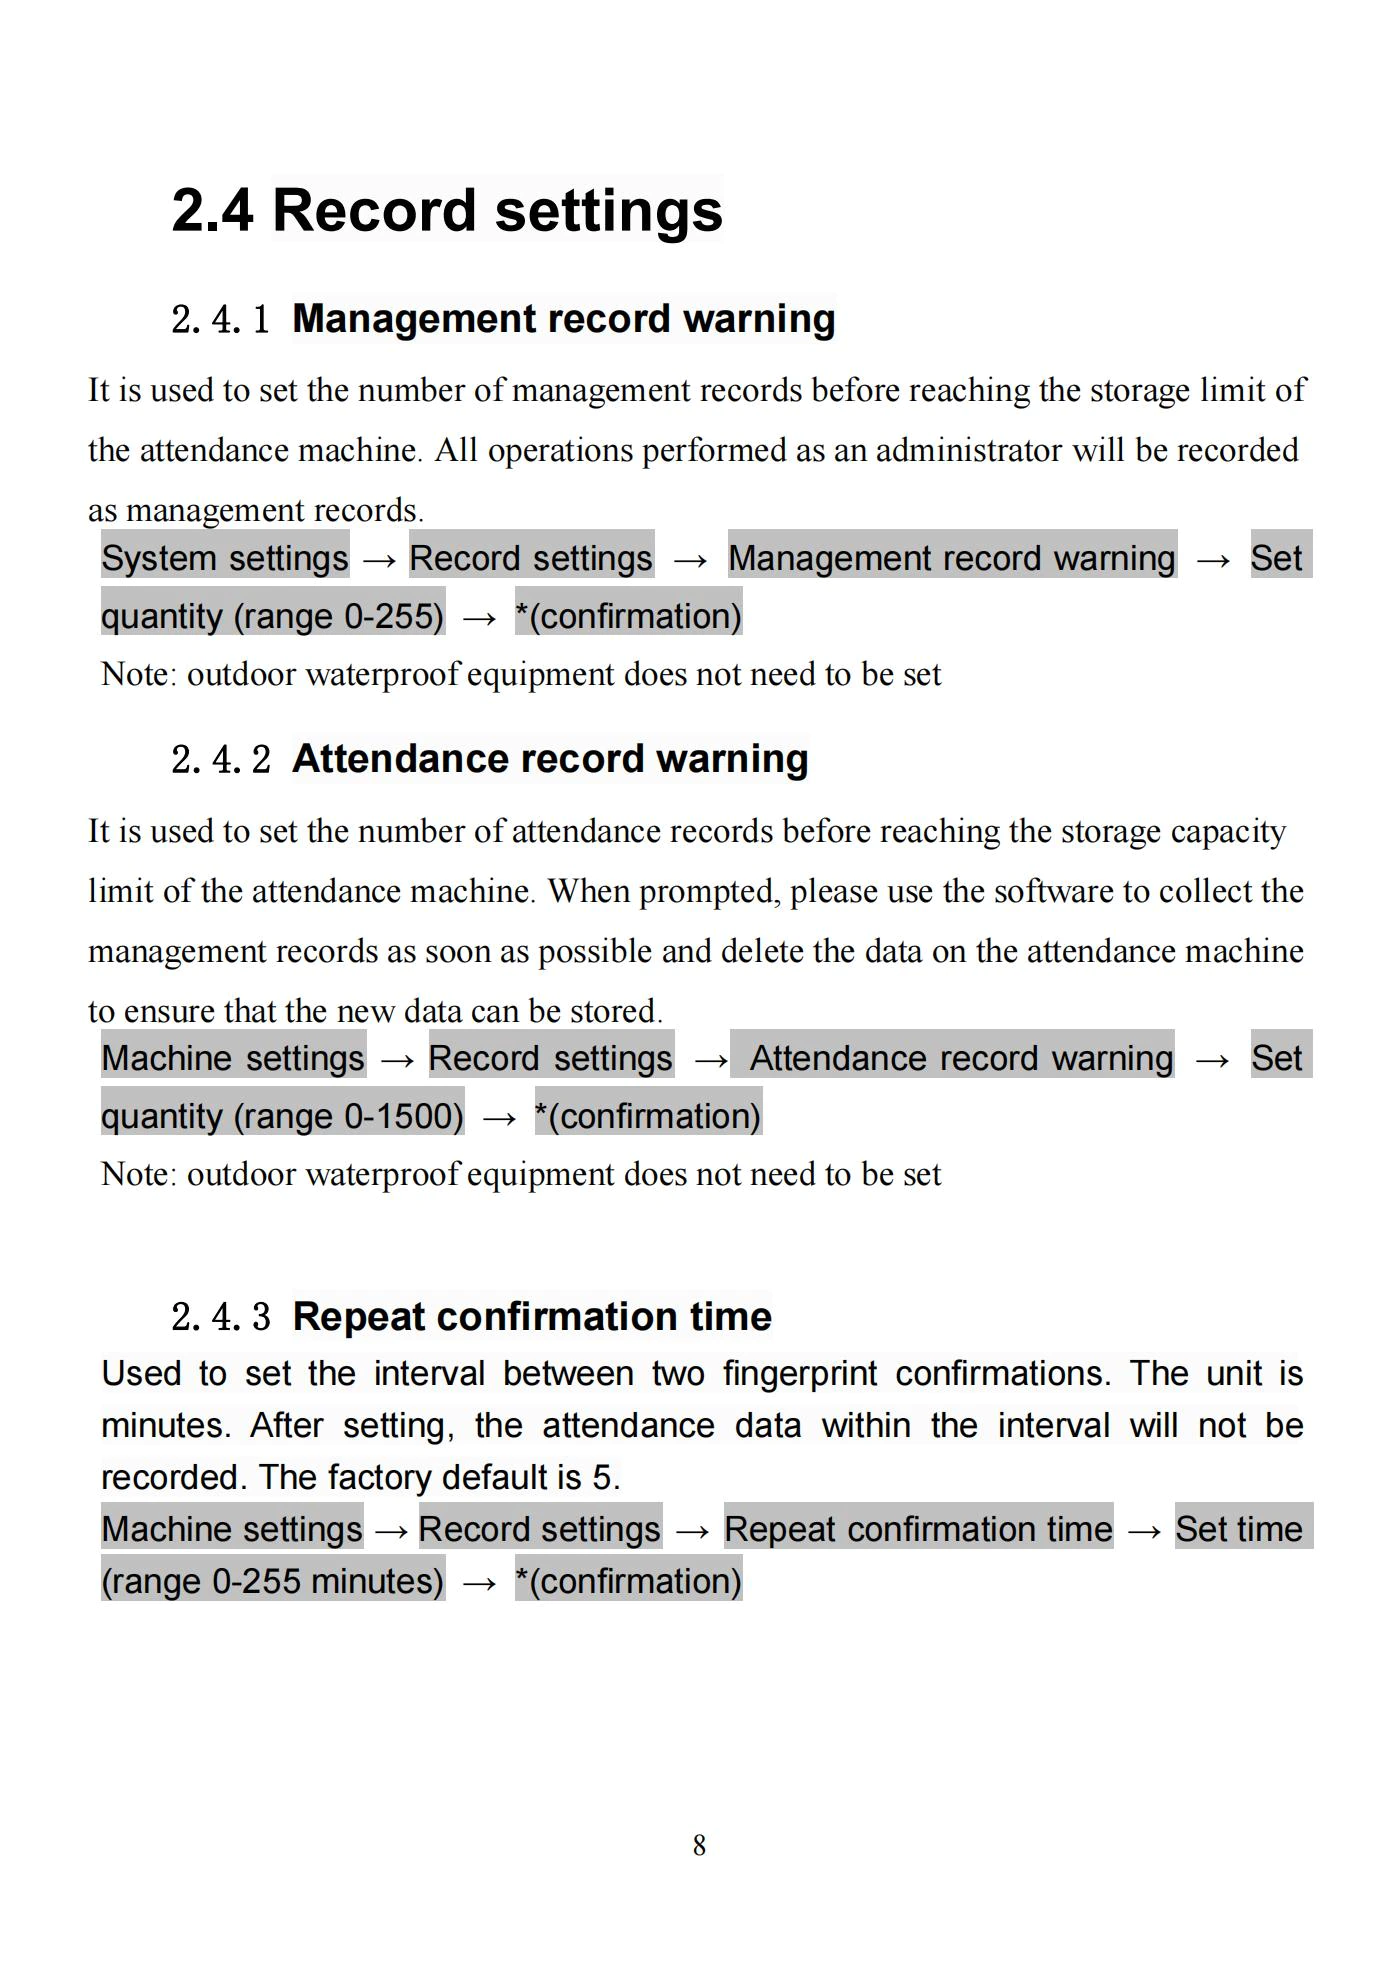 2.4 Record settings
2.4.1 Management record warning
It is used to set the number of management records before reaching the storage limit of
the attendance machine. All operations performed as an administrator will be recorded
as management records.
System settings → Record settings → Management record warning → Set
quantity (range 0-255) → *(confirmation)
Note: outdoor waterproof equipment does not need to be set
2.4.2 Attendance record warning
It is used to set the number of attendance records before reaching the storage capacity
limit of the attendance machine. When prompted, please use the software to collect the
management records as soon as possible and delete the data on the attendance machine
to ensure that the new data can be stored.
Machine settings → Record settings → Attendance record warning → Set
quantity (range 0-1500) → *(confirmation)
Note: outdoor waterproof equipment does not need to be set
2.4.3 Repeat confirmation time
Used to set the interval between two fingerprint confirmations. The unit is
minutes. After setting, the attendance data within the interval will not be
recorded. The factory default is 5.
Machine settings → Record settings → Repeat confirmation time → Set time
(range 0-255 minutes) → *(confirmation)
8